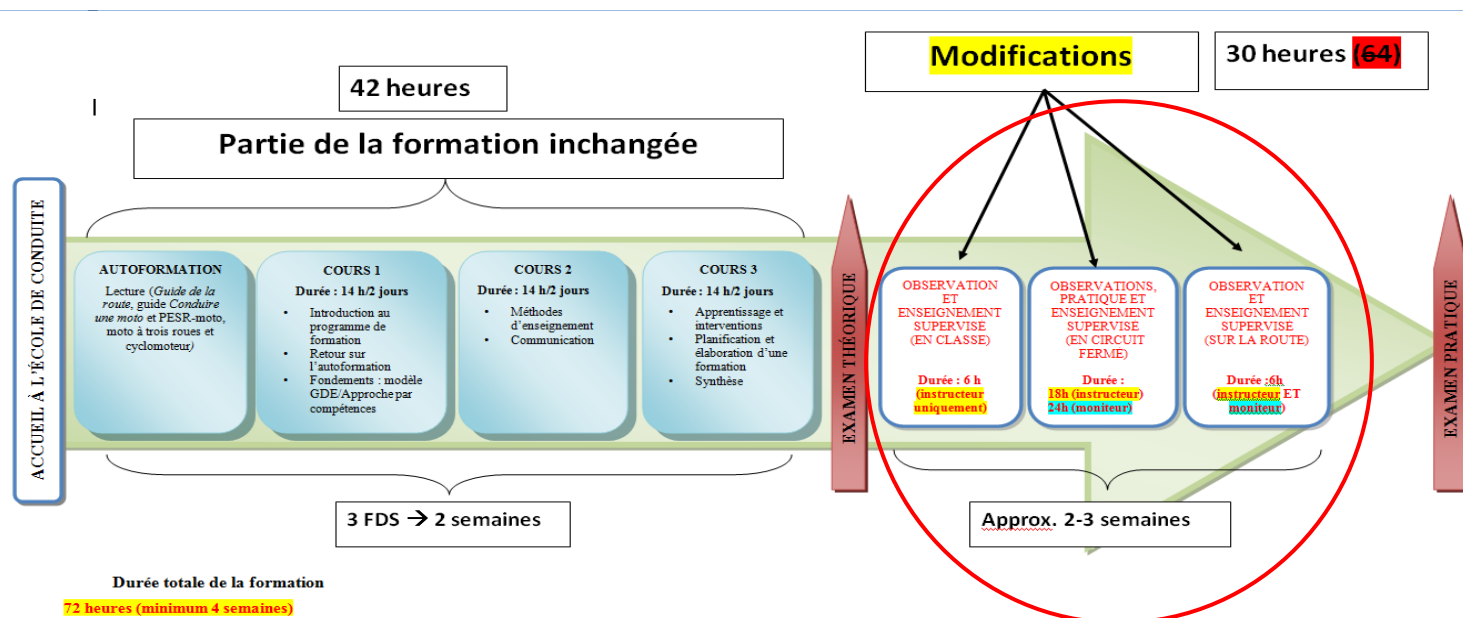 Modifications
30 heures (64)
42 heures
Partie de la formation inchangée
ACCUEIL À L'ÉCOLE DE CONDUITE
AUTOFORMATION
Lecture (Guide de la
route, guide Conduire
une moto et PESR-moto,
moto à trois roues et
cyclomoteur)
COURS 1
Durée : 14 h/2 jours
• Introduction au
programme de
formation
• Retour sur
l'autoformation
• Fondements : modèle
GDE/Approche par
compétences
COURS 2
Durée : 14 h/2 jours
• Méthodes
d'enseignement
• Communication
COURS 3
Durée : 14 h/2 jours
• Apprentissage et
interventions
• Planification et
élaboration d'une
formation
• Synthèse
EXAMEN THÉORIQUE
OBSERVATION
ET
ENSEIGNEMENT
SUPERVISÉ
(EN CLASSE)
Durée : 6 h
(instructeur
uniquement)
OBSERVATIONS,
PRATIQUE ET
ENSEIGNEMENT
SUPERVISÉ
(EN CIRCUIT
FERME)
Durée :
18h (instructeur)
24h (moniteur)
OBSERVATION
ET
ENSEIGNEMENT
SUPERVISÉ
(SUR LA ROUTE)
Durée :6h
(instructeur ET
moniteur)
EXAMEN PRATIQUE
3 FDS → 2 semaines
Approx. 2-3 semaines
Durée totale de la formation
72 heures (minimum 4 semaines)